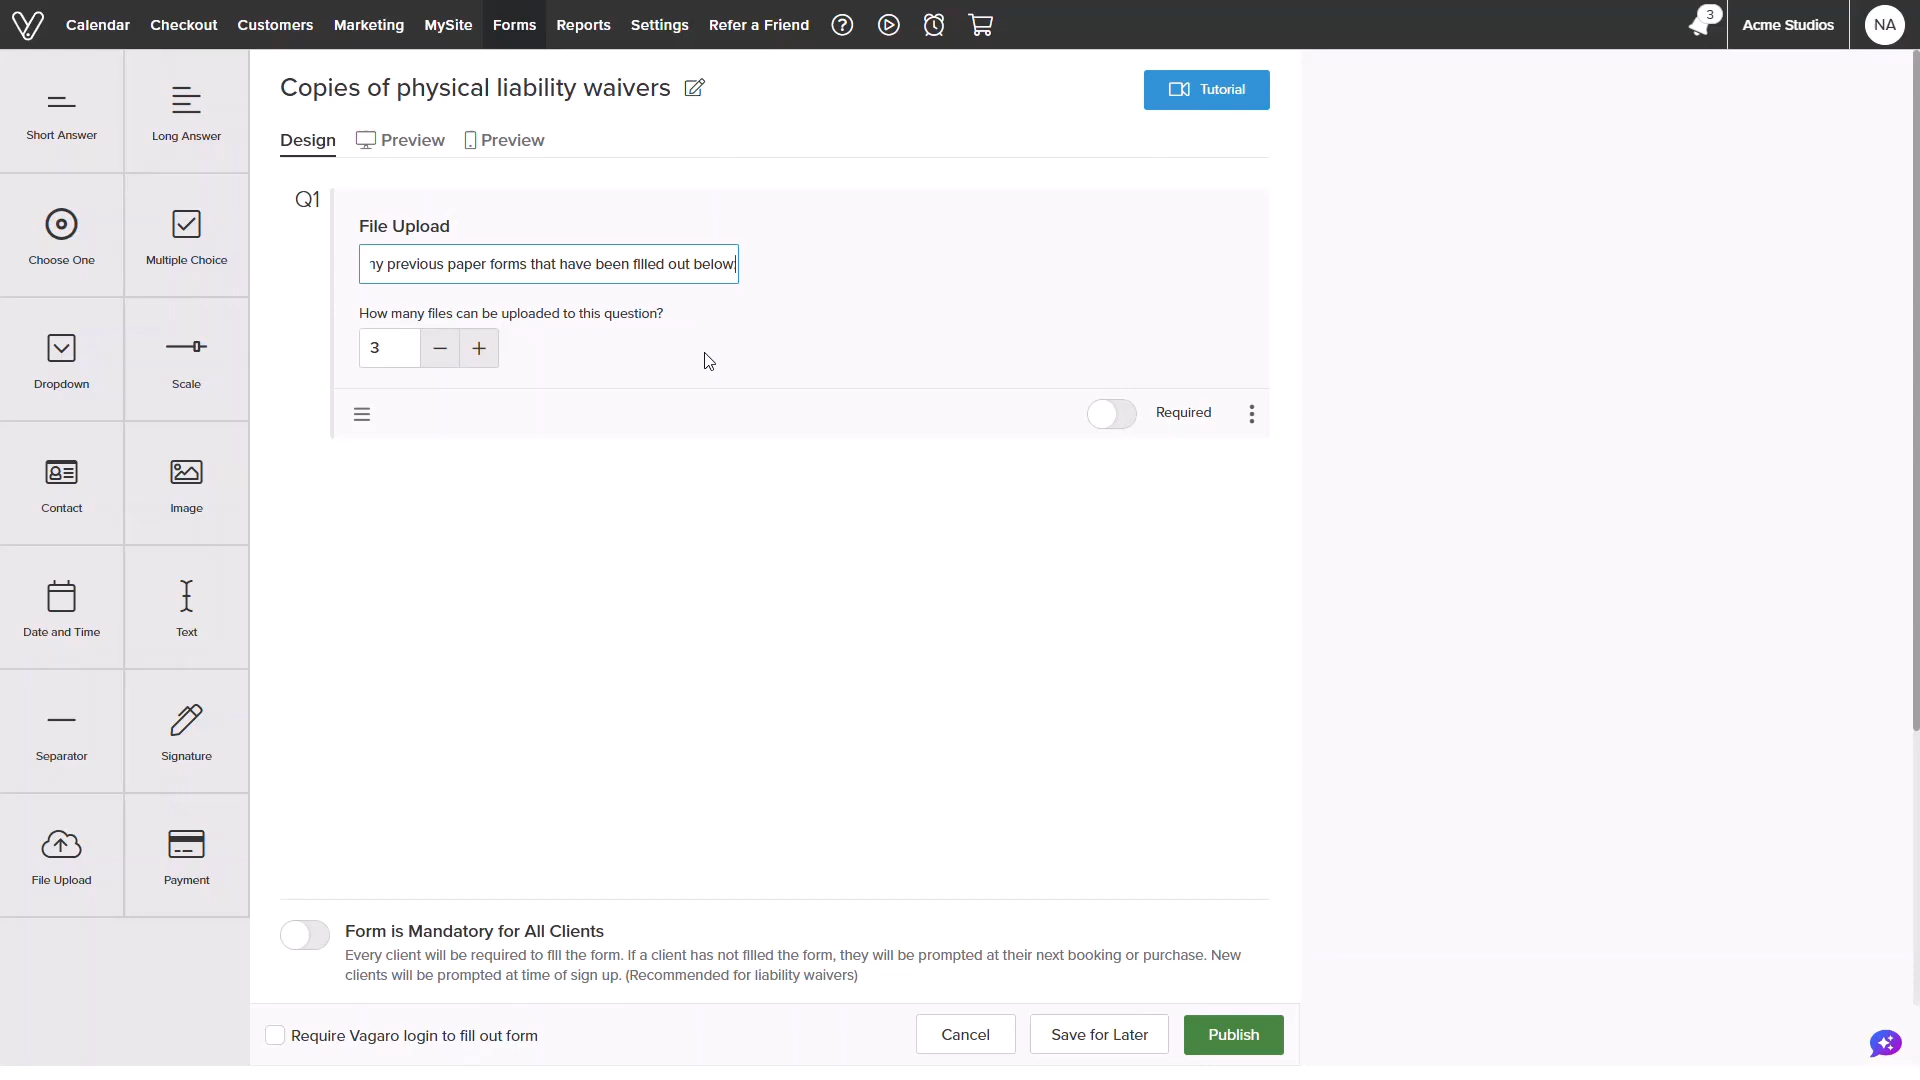 Calendar Checkout Customers Marketing MySite Forms Reports Settings Refer a Friend 3 Acme Studios NA
Copies of physical liability waivers
Tutorial
Design Preview Preview
Q1
File Upload
previous paper forms that have been filled out below:
How many files can be uploaded to this question?
3 − +
Required
Short Answer Long Answer
Choose One Multiple Choice
Dropdown Scale
Contact Image
Date and Time Text
Separator Signature
File Upload Payment
Form is Mandatory for All Clients
Every client will be required to fill the form. If a client has not filled the form, they will be prompted at their next booking or purchase. New
clients will be prompted at time of sign up. (Recommended for liability waivers)
Require Vagaro login to fill out form
Cancel Save for Later Publish